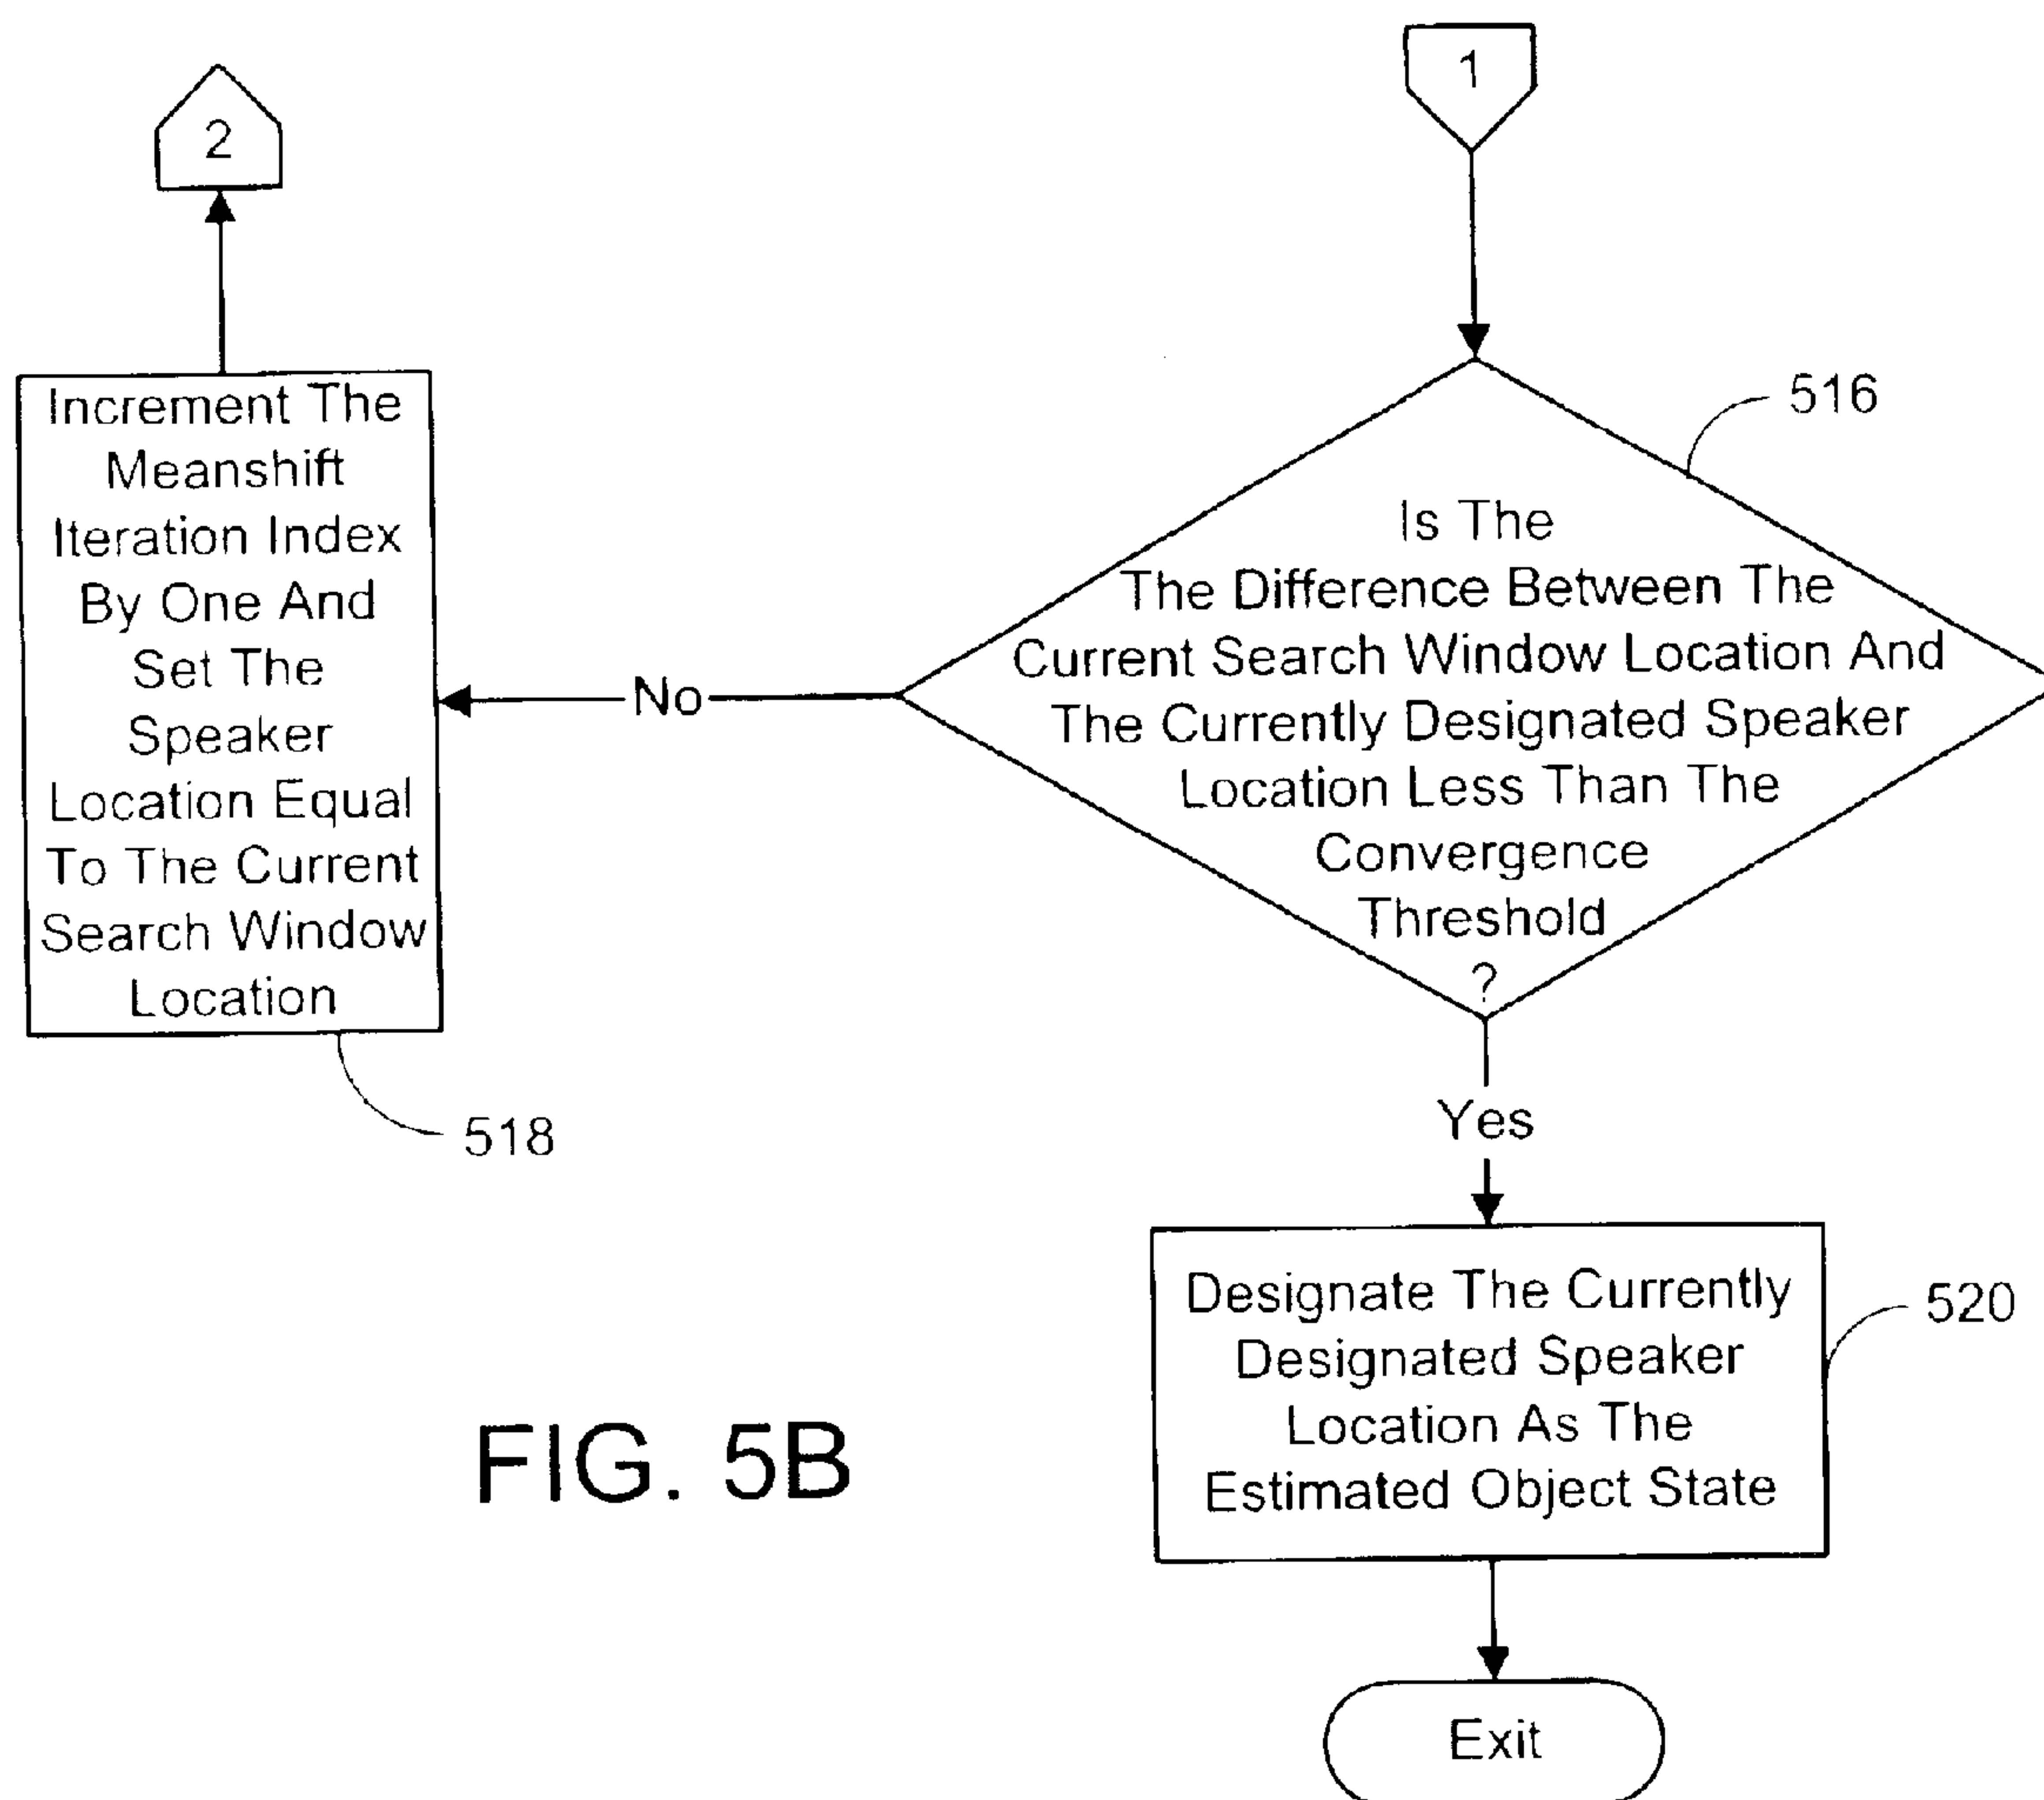 1
2
516
Is The
The Difference Between The
Current Search Window Location And
The Currently Designated Speaker
Location Less Than The
Convergence
Threshold
?
No
Increment The
Meanshift
Iteration Index
By One And
Set The
Speaker
Location Equal
To The Current
Search Window
Location
518
Yes
Designate The Currently
Designated Speaker
Location As The
Estimated Object State
520
Exit
FIG. 5B